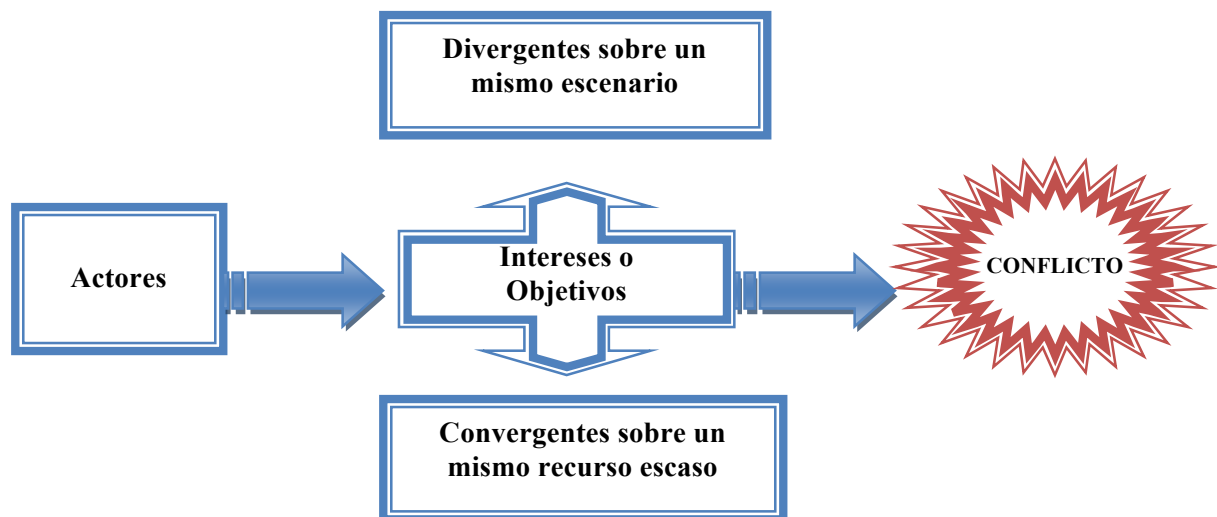 Divergentes sobre un
mismo escenario
Actores
Intereses o
Objetivos
CONFLICTO
Convergentes sobre un
mismo recurso escaso